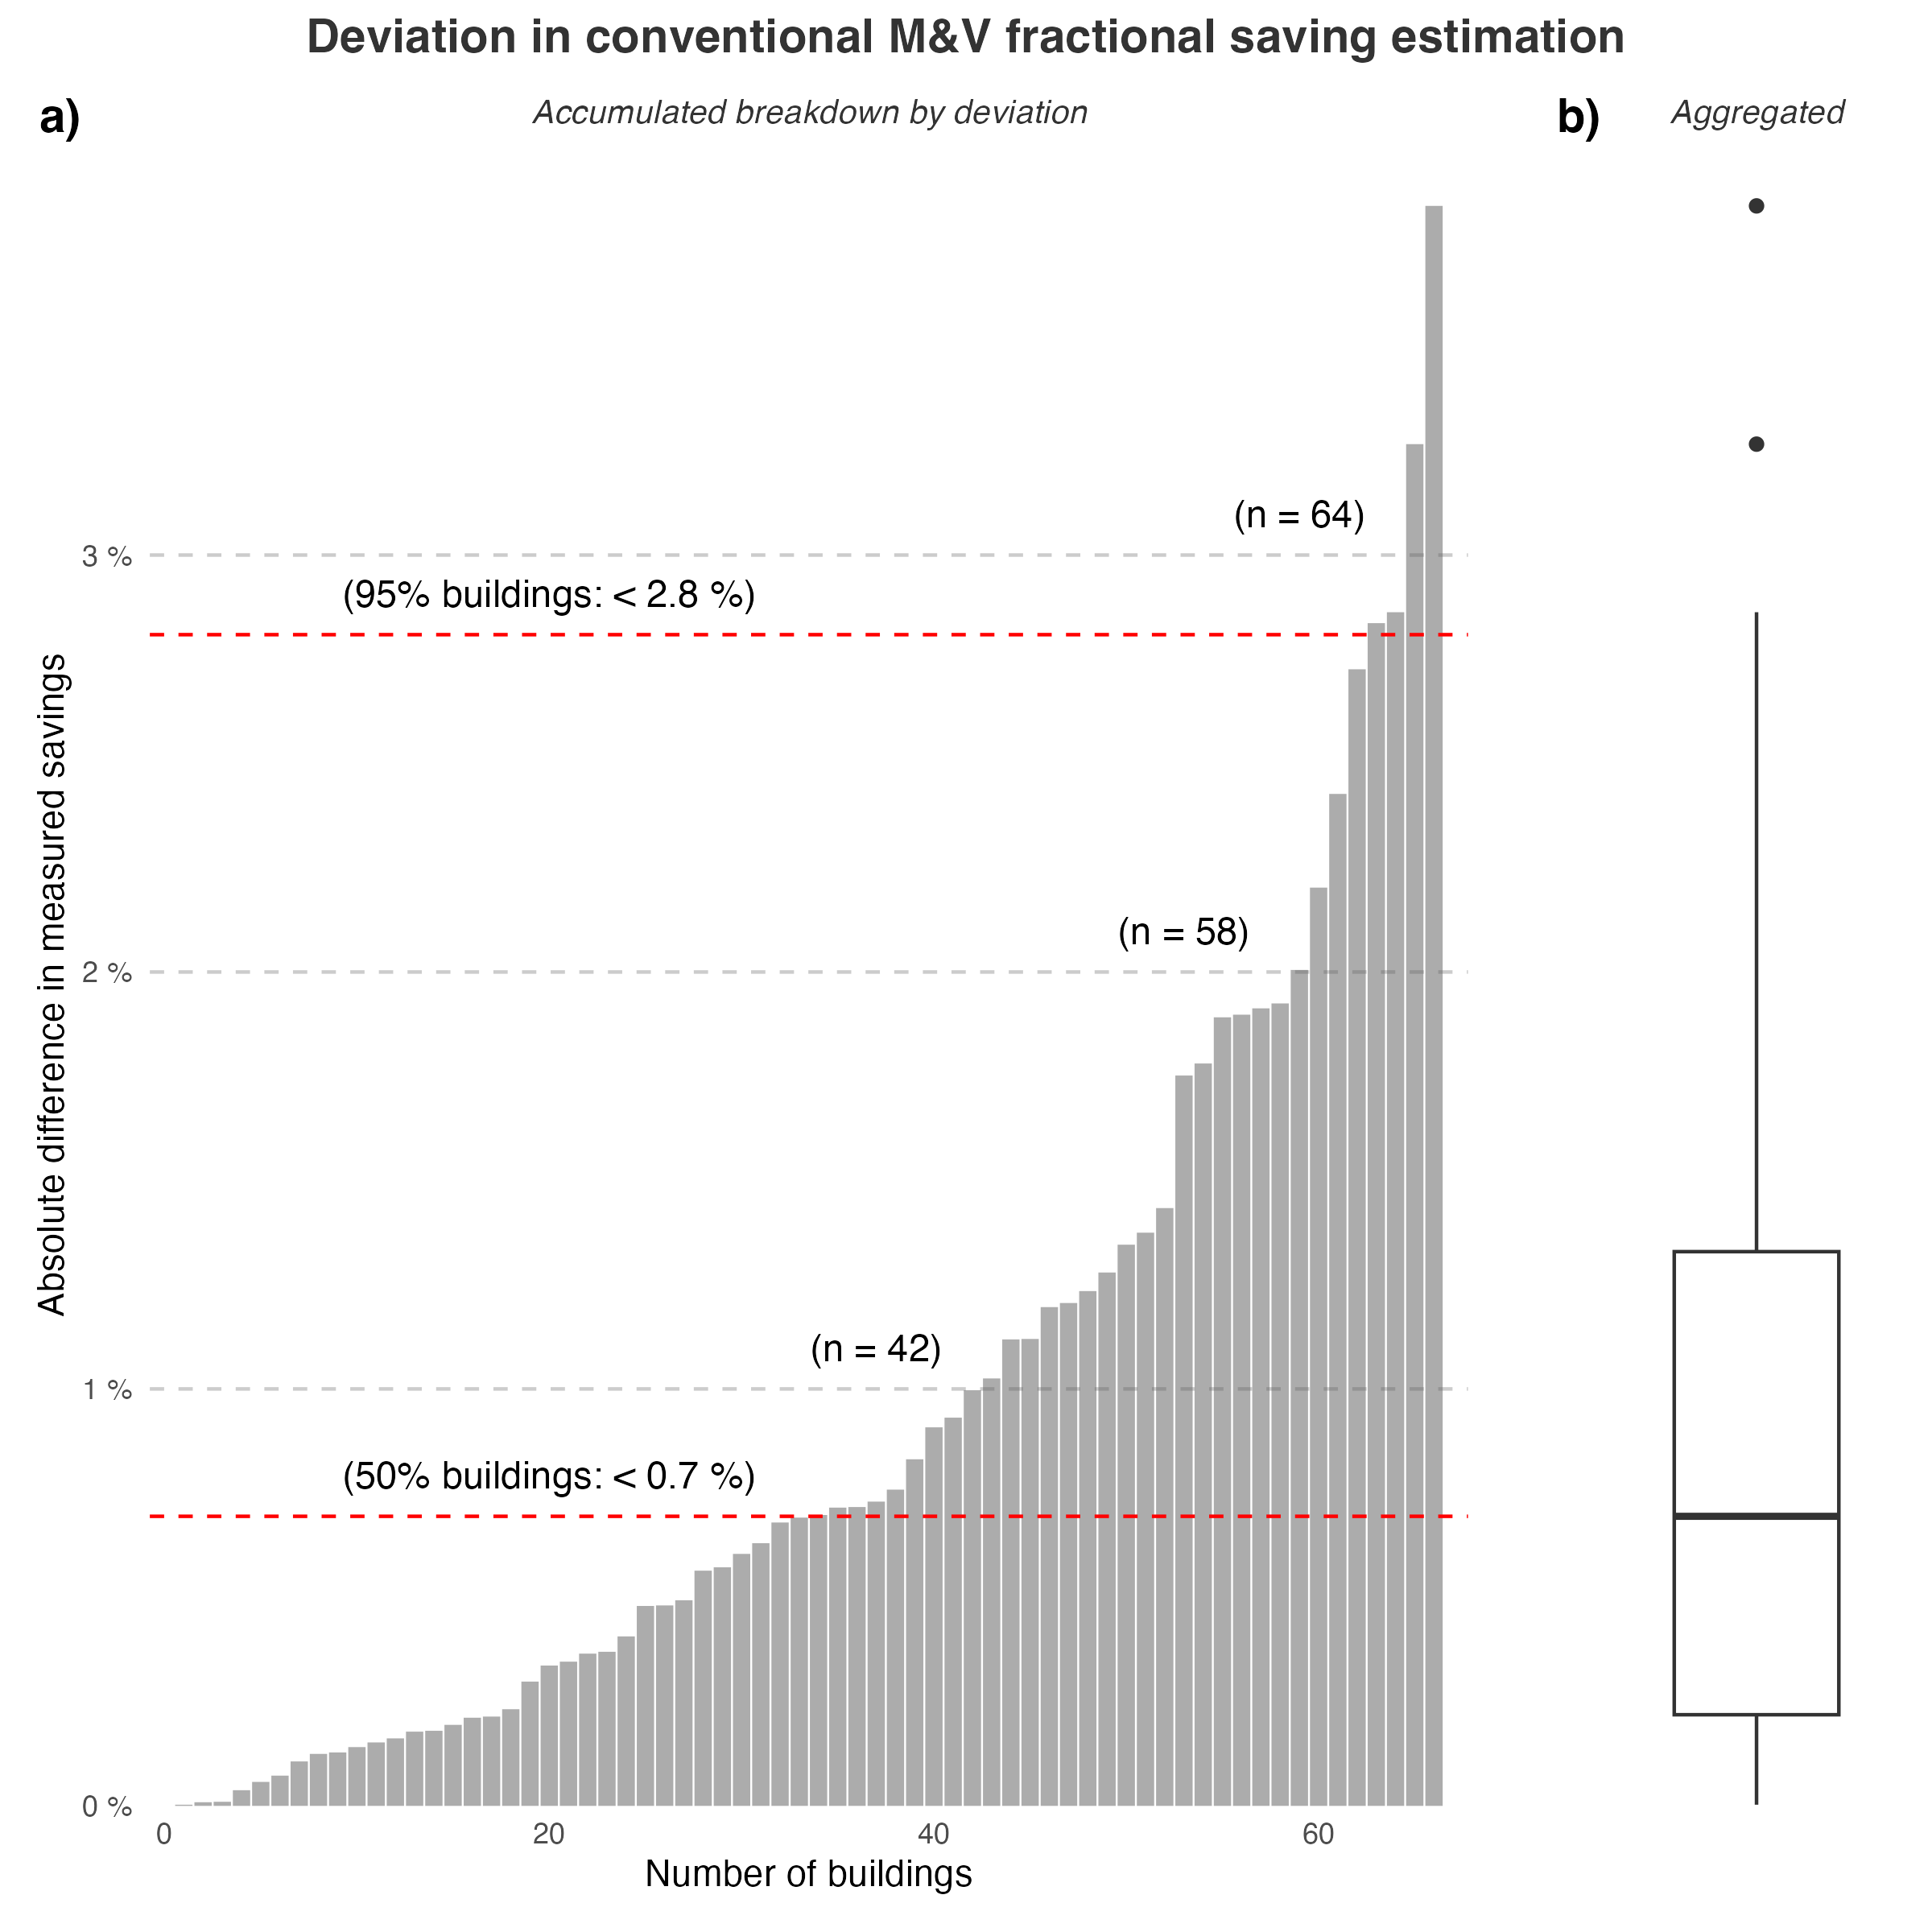 Deviation in conventional M&V fractional saving estimation
a)
Accumulated breakdown by deviation
b)
Aggregated
(n = 64)
3 %
(95% buildings: < 2.8 %)
Absolute difference in measured savings
(n = 58)
2 %
(n = 42)
1 %
(50% buildings: < 0.7 %)
0 %
0
20
40
60
Number of buildings